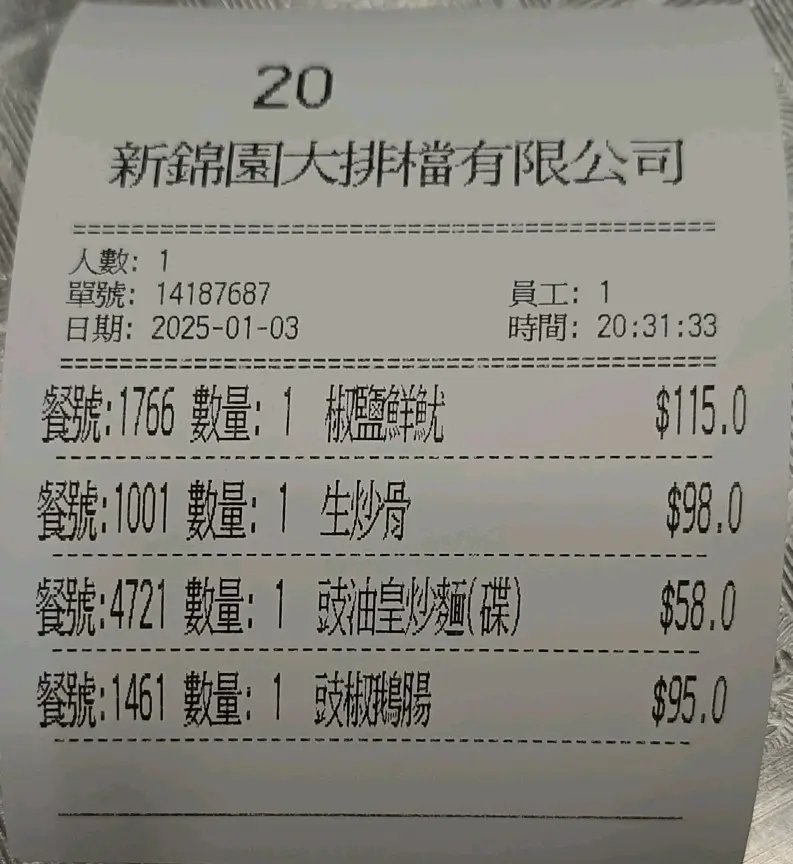 20
新錦園大排檔有限公司
人數: 1
單號: 14187687 員工: 1
日期: 2025-01-03 時間: 20:31:33
餐號:1766 數量: 1 椒鹽鮮魷 $115.0
餐號:1001 數量: 1 生炒骨 $98.0
餐號:4721 數量: 1 豉油皇炒麵(碟) $58.0
餐號:1461 數量: 1 豉椒鵝腸 $95.0